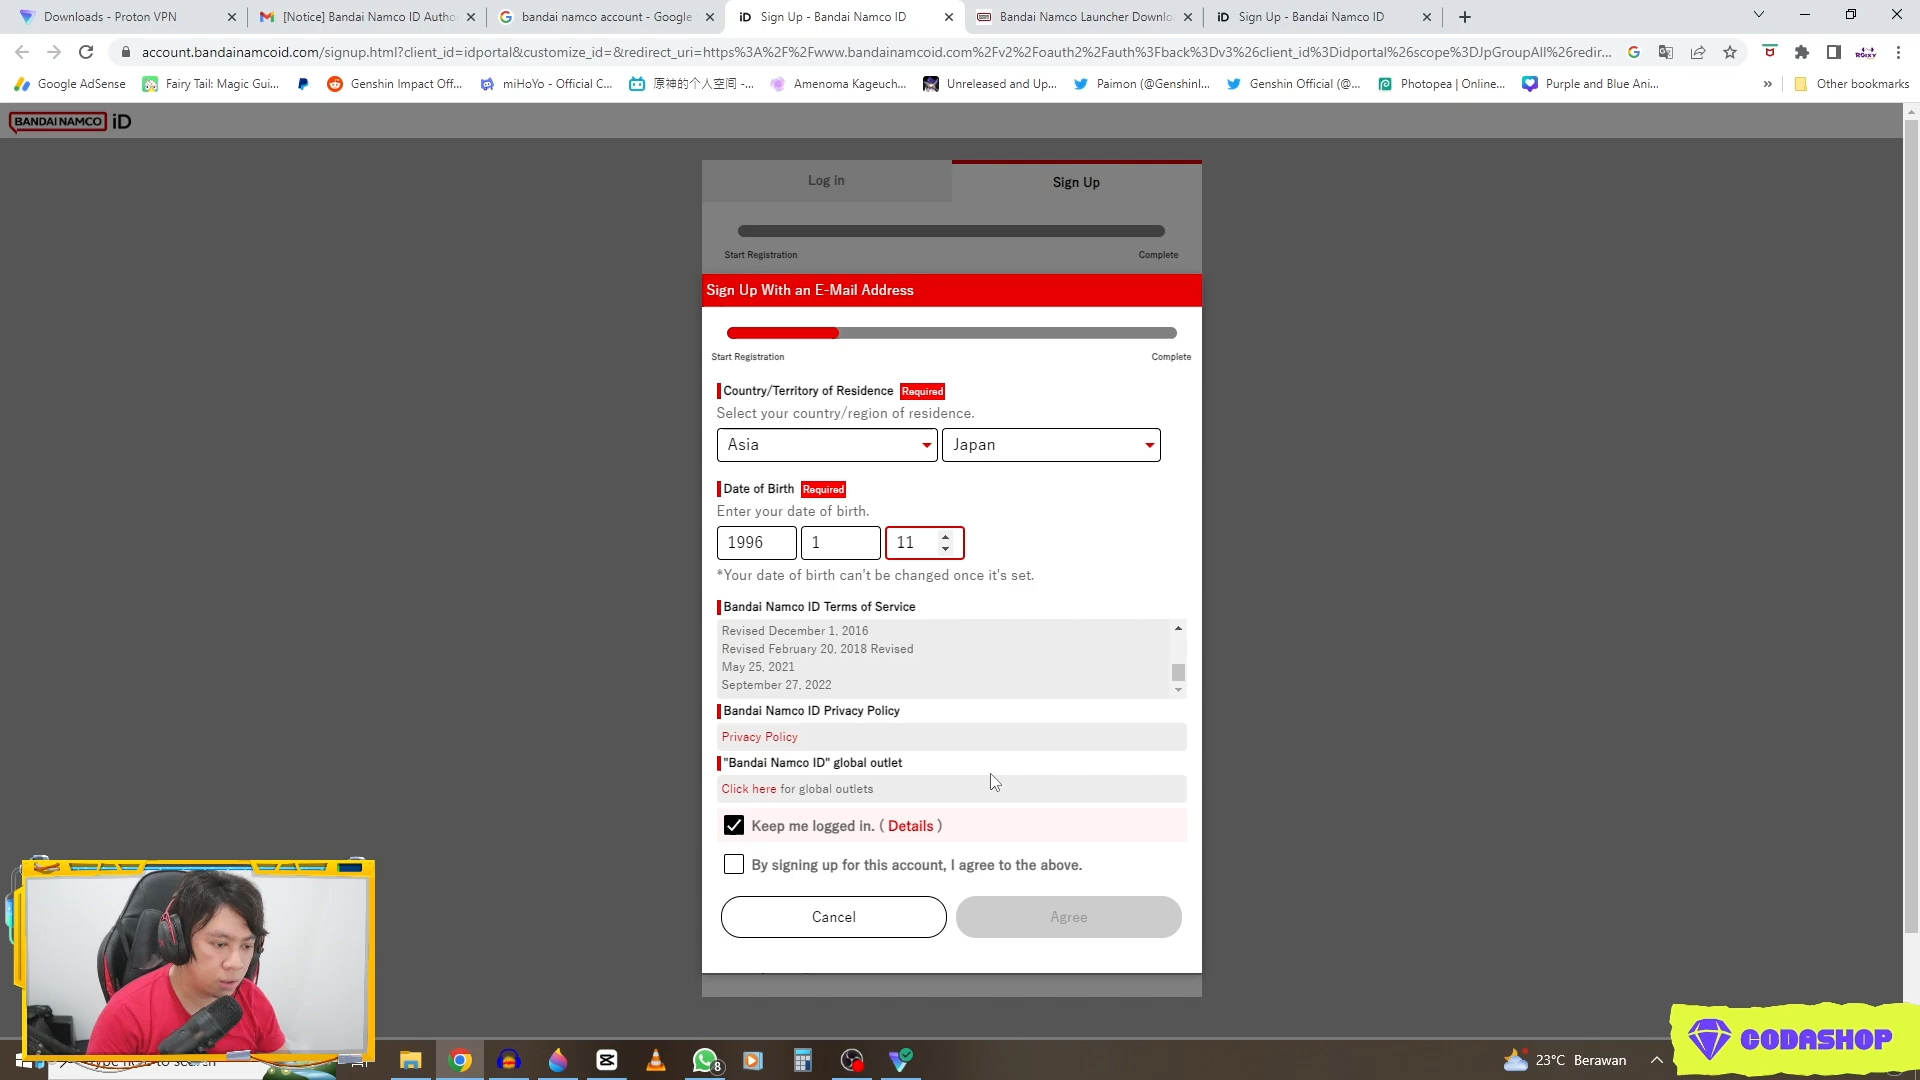 Downloads - Proton VPN
[Notice] Bandai Namco ID Autho
bandai namco account - Google
Sign Up - Bandai Namco ID
Bandai Namco Launcher Downlo
Sign Up - Bandai Namco ID
account.bandainamcoid.com/signup.html?client_id=idportal&customize_id=&redirect_uri=https%3A%2F%2Fwww.bandainamcoid.com%2Fv2%2Foauth2%2Fauth%3Fback%3Dv3%26client_id%3Didportal%26scope%3DJpGroupAll%26redir...
Google AdSense
Fairy Tail: Magic Gui...
Genshin Impact Off...
miHoYo - Official C...
原神的个人空间 -...
Amenoma Kageuch...
Unreleased and Up...
Paimon (@GenshinI...
Genshin Official (@...
Photopea | Online...
Purple and Blue Ani...
»
Other bookmarks
BANDAI NAMCO iD
Log in
Sign Up
Start Registration
Complete
Sign Up With an E-Mail Address
Start Registration
Complete
Country/Territory of Residence Required
Select your country/region of residence.
Asia
Japan
Date of Birth Required
Enter your date of birth.
1996
1
11
*Your date of birth can't be changed once it's set.
Bandai Namco ID Terms of Service
Revised December 1, 2016
Revised February 20, 2018 Revised
May 25, 2021
September 27, 2022
Bandai Namco ID Privacy Policy
Privacy Policy
"Bandai Namco ID" global outlet
Click here for global outlets
Keep me logged in. ( Details )
By signing up for this account, I agree to the above.
Cancel
Agree
CODASHOP
8
23°C Berawan